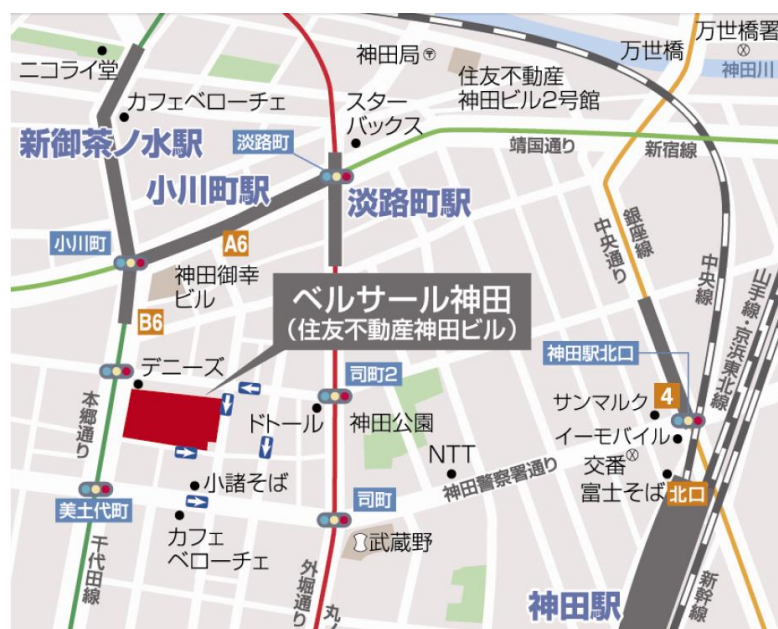 万世橋署
万世橋
神田川
神田局
住友不動産
神田ビル2号館
ニコライ堂
カフェベローチェ
スター
バックス
新御茶ノ水駅
淡路町
靖国通り
新宿線
小川町駅
淡路町駅
小川町
A6
神田御幸
ビル
銀座線
中央通り
中央線
山手線・京浜東北線
ベルサール神田
(住友不動産神田ビル)
B6
デニーズ
神田駅北口
司町2
本郷通り
ドトール
神田公園
サンマルク
4
イーモバイル
NTT
交番
神田警察署通り
富士そば
北口
小諸そば
美土代町
司町
カフェ
ベローチェ
武蔵野
千代田線
外堀通り
丸ノ
神田駅
新幹線